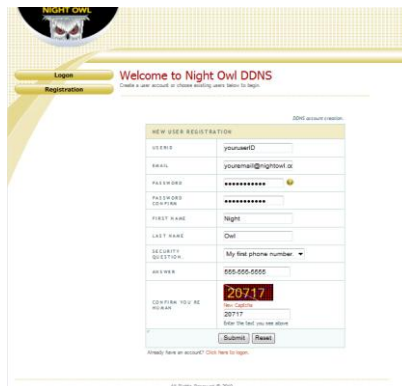 NIGHT OWL
Logon
Registration
Welcome to Night Owl DDNS
Create a user account or choose existing users below to begin.
DDNS account creation.
NEW USER REGISTRATION
USERID youruserID
EMAIL youremail@nightowl.cc
PASSWORD ●●●●●●●●●●●
PASSWORD CONFIRM ●●●●●●●●●●●
FIRST NAME Night
LAST NAME Owl
SECURITY QUESTION. My first phone number.
ANSWER 555-555-5555
CONFIRM YOU'RE HUMAN
20717
New Captcha
20717
Enter the text you see above
Submit Reset
Already have an account? Click here to logon.